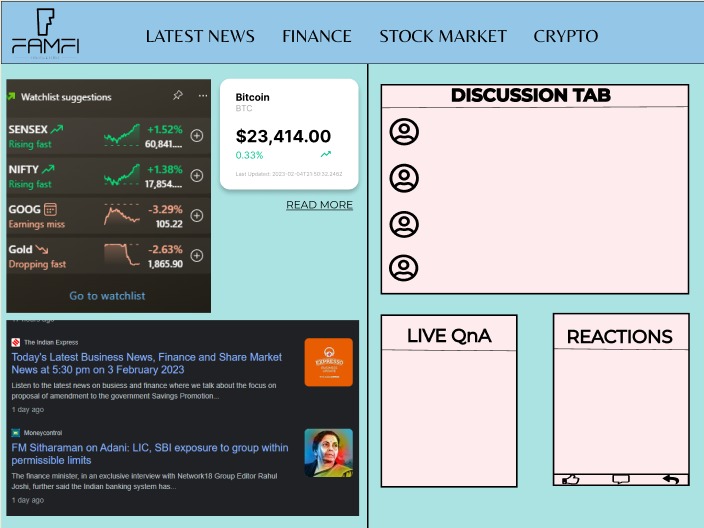 FAMFI
LATEST NEWS FINANCE STOCK MARKET CRYPTO
Watchlist suggestions ...
SENSEX +1.52%
Rising fast 60,841....
NIFTY +1.38%
Rising fast 17,854....
GOOG -3.29%
Earnings miss 105.22
Gold -2.63%
Dropping fast 1,865.90
Go to watchlist
Bitcoin
BTC
$23,414.00
0.33%
Last Updated: 2023-02-04T21:50:32.246Z
READ MORE
hours ago
The Indian Express
Today's Latest Business News, Finance and Share Market
News at 5:30 pm on 3 February 2023
Listen to the latest news on busiess and finance where we talk about the focus on
proposal of amendment to the government Savings Promotion...
1 day ago
EXPRESSO
Moneycontrol
FM Sitharaman on Adani: LIC, SBI exposure to group within
permissible limits
The finance minister, in an exclusive interview with Network18 Group Editor Rahul
Joshi, further said the Indian banking system has...
1 day ago
DISCUSSION TAB
LIVE QnA
REACTIONS